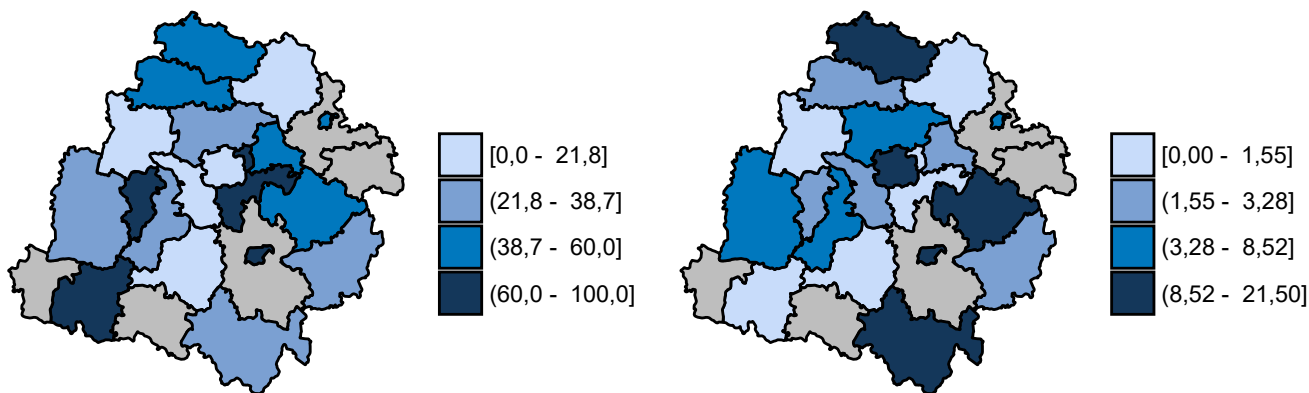 [0,0 - 21,8]
(21,8 - 38,7]
(38,7 - 60,0]
(60,0 - 100,0]
[0,00 - 1,55]
(1,55 - 3,28]
(3,28 - 8,52]
(8,52 - 21,50]